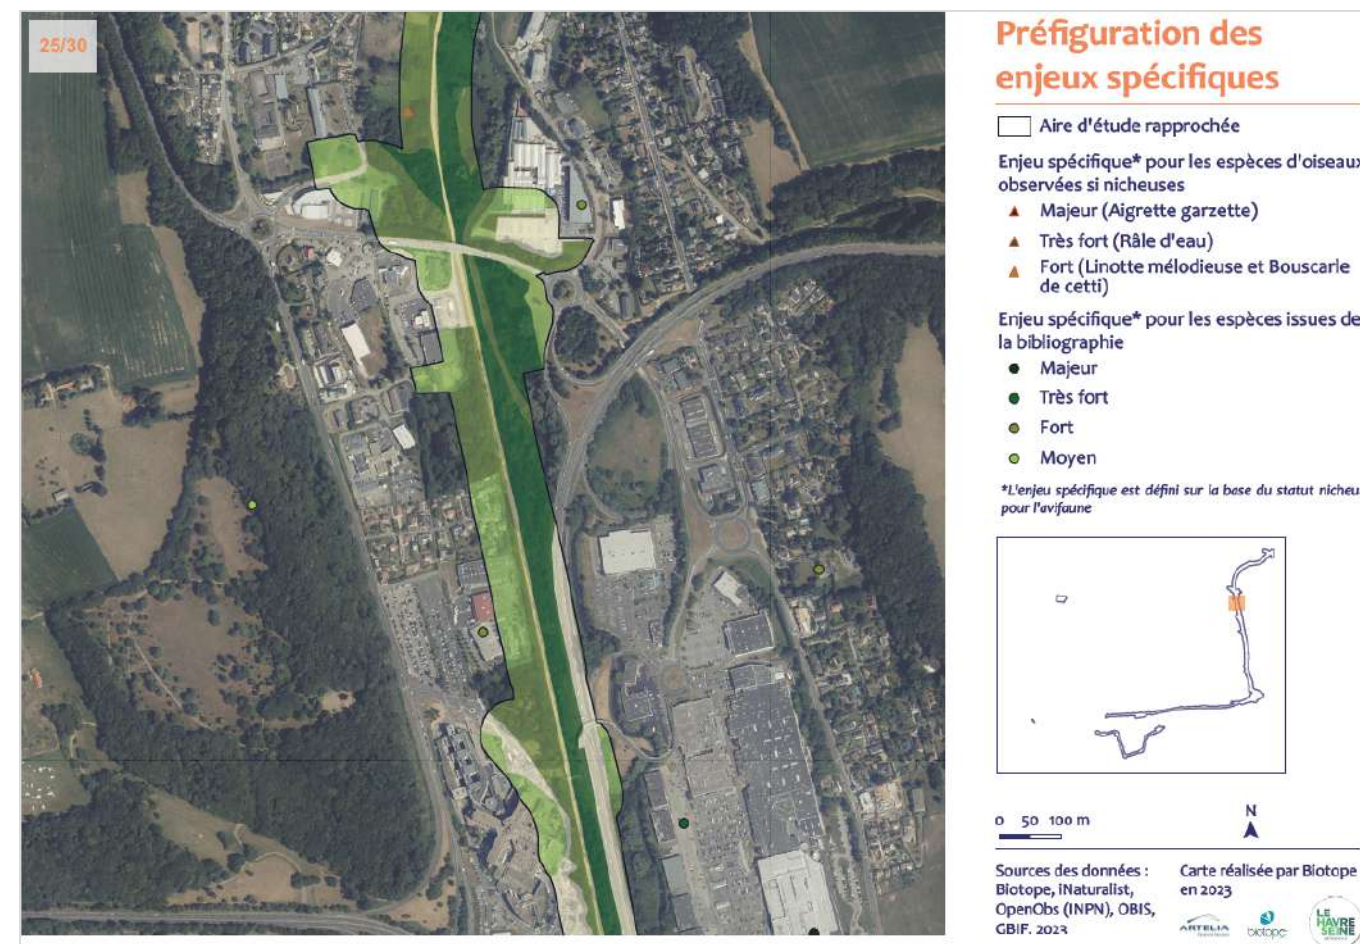 25/30
Préfiguration des
enjeux spécifiques
Aire d'étude rapprochée
Enjeu spécifique* pour les espèces d'oiseaux
observées si nicheuses
Majeur (Aigrette garzette)
Très fort (Râle d'eau)
Fort (Linotte mélodieuse et Bouscarle
de cetti)
Enjeu spécifique* pour les espèces issues de
la bibliographie
Majeur
Très fort
Fort
Moyen
*L'enjeu spécifique est défini sur la base du statut nicheu
pour l'avifaune
0 50 100 m
N
Sources des données :
Biotope, iNaturalist,
OpenObs (INPN), OBIS,
GBIF. 2023
Carte réalisée par Biotope
en 2023
ARTELIA
biotope
LE
HAVRE
SEINE